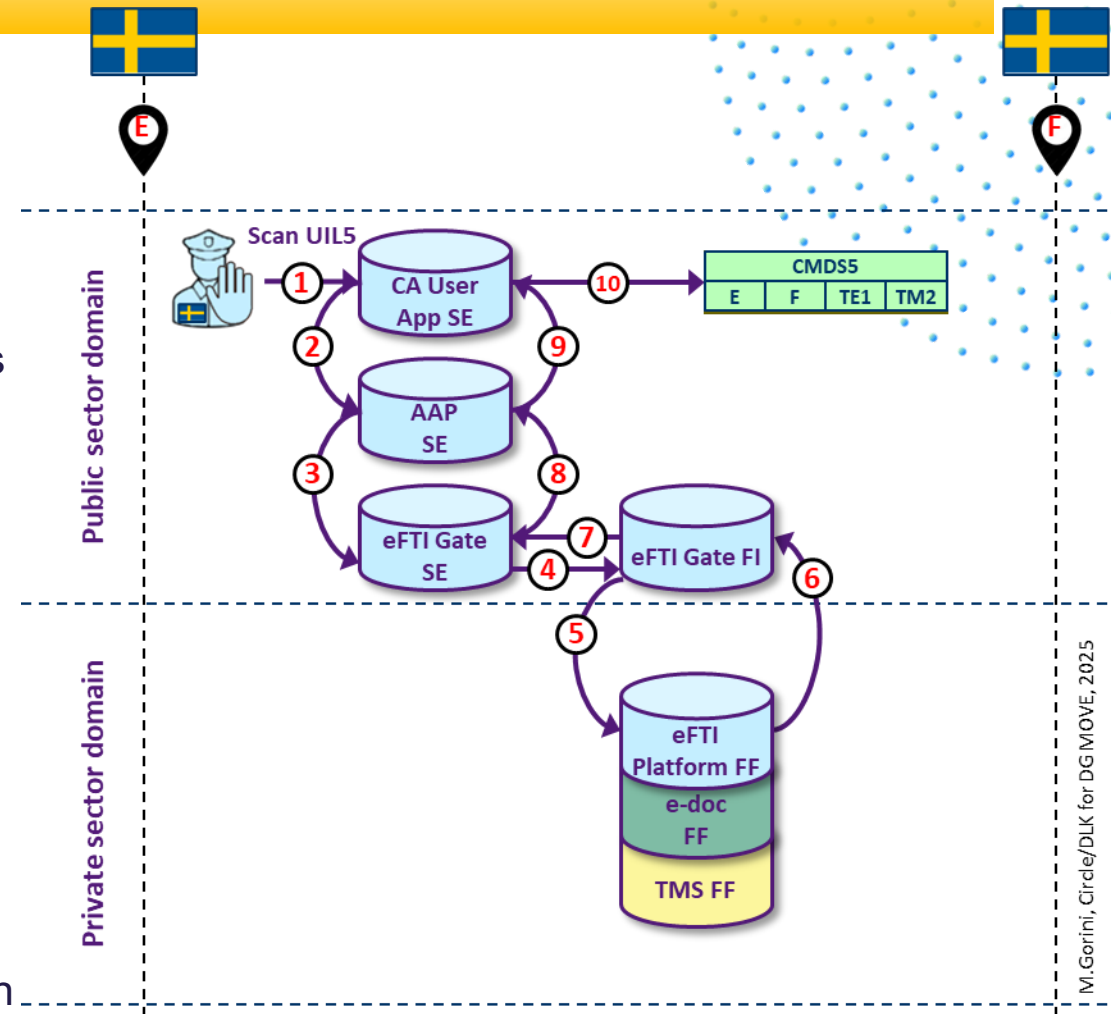 E
F
Scan UIL5
1
CA User
App SE
10
CMDS5
E F TE1 TM2
2
9
s
AAP
SE
3
8
eFTI Gate
SE
7
4
eFTI Gate FI
6
Public sector domain
5
eFTI
Platform FF
e-doc
FF
TMS FF
Private sector domain
M.Gorini, Circle/DLK for DG MOVE, 2025
n